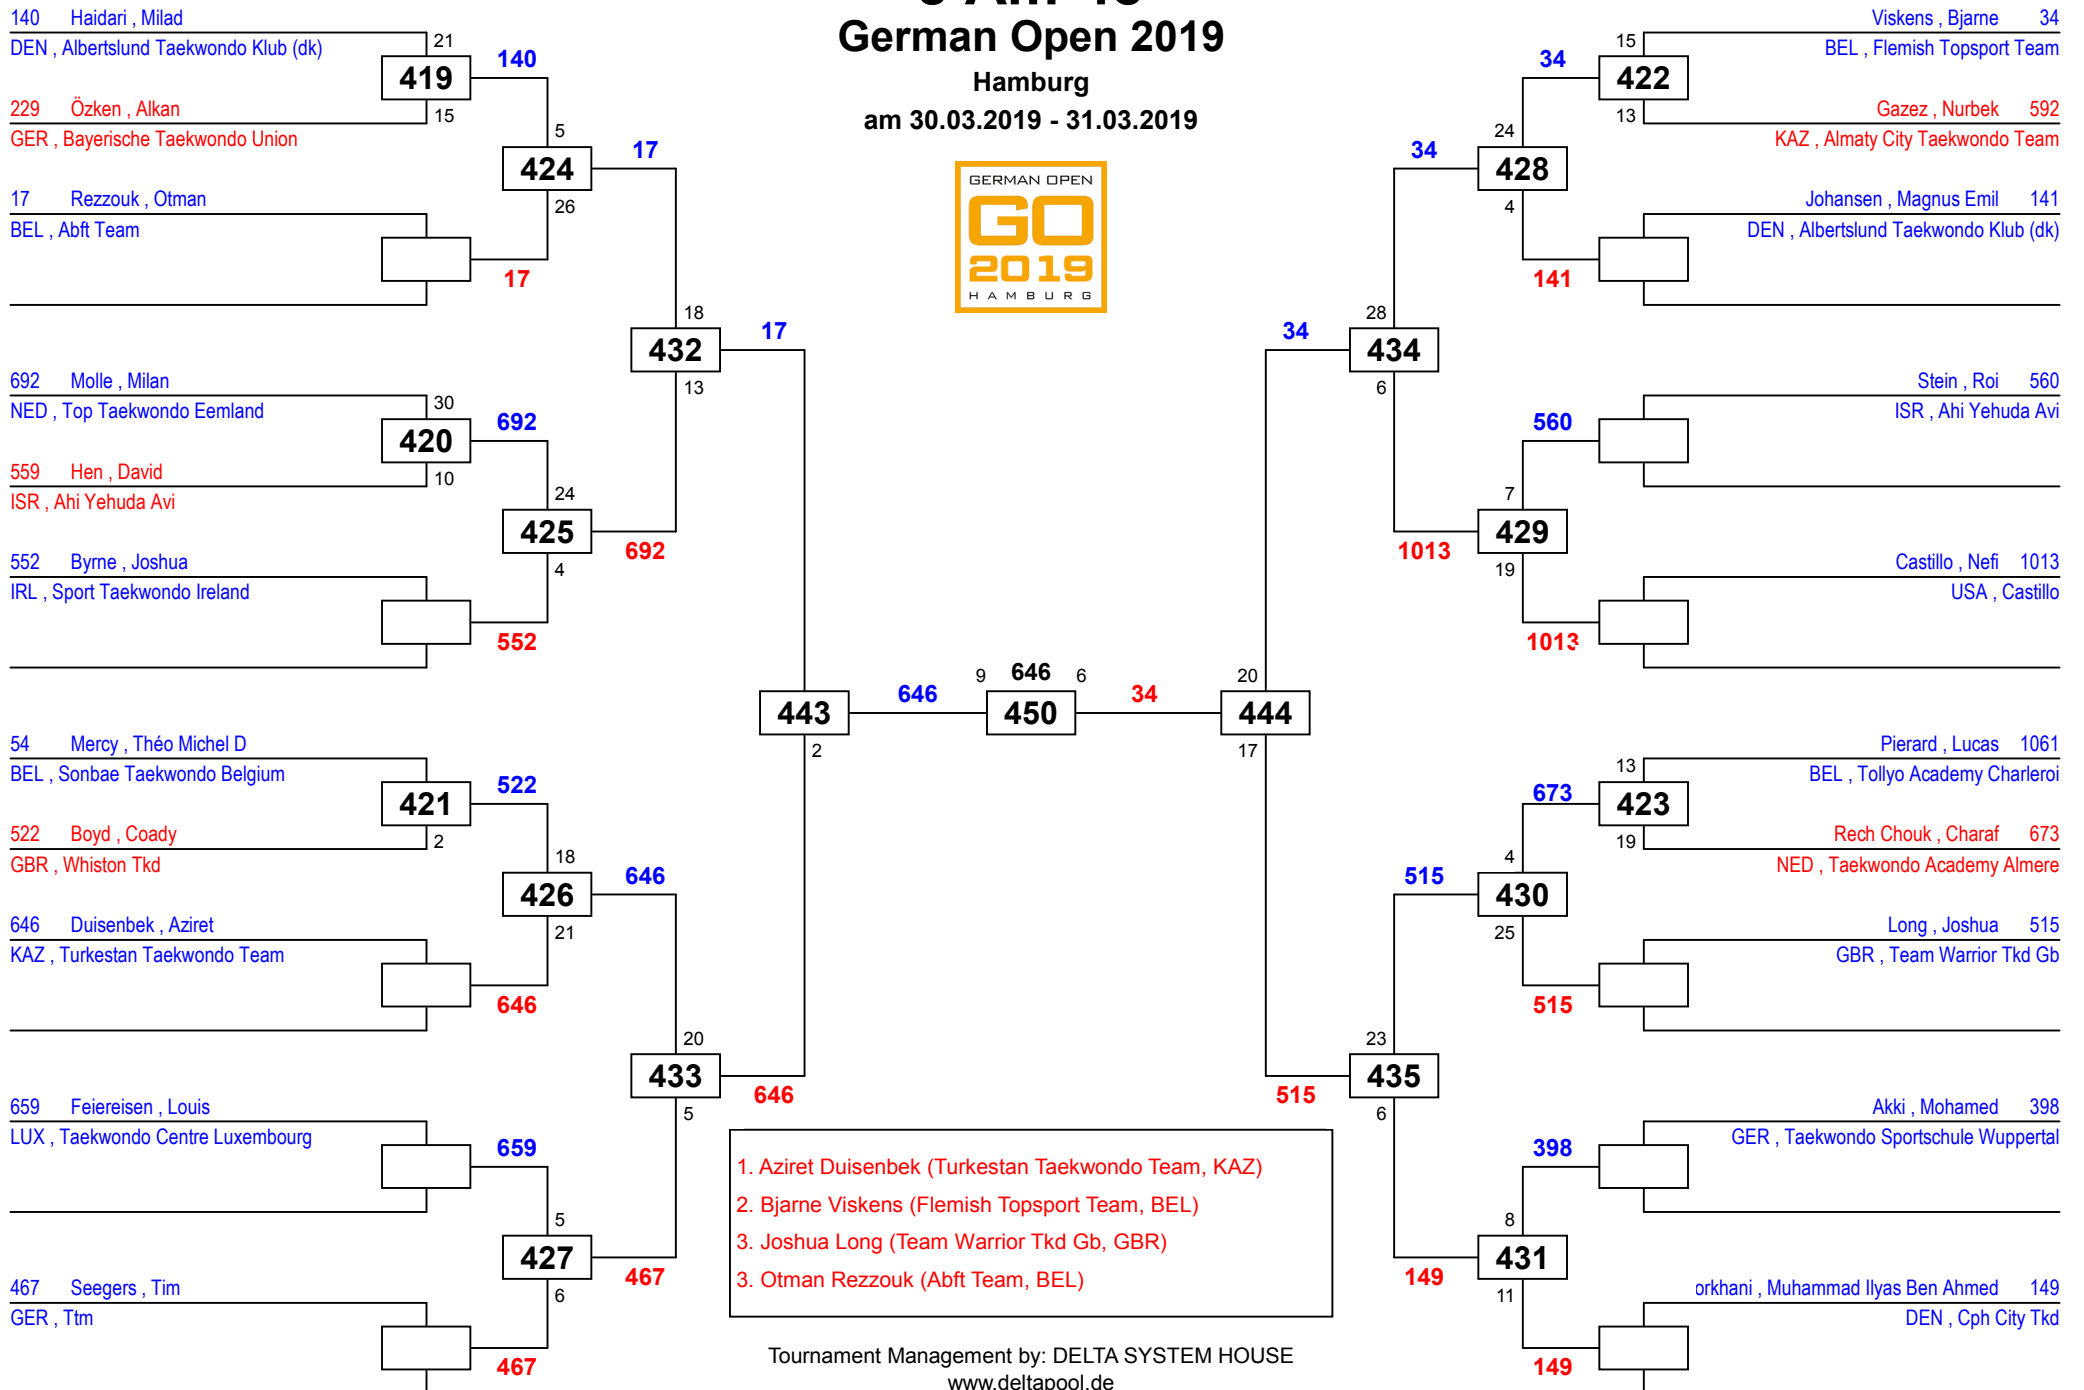 German Open 2019
Hamburg
am 30.03.2019 - 31.03.2019
GERMAN OPEN
GO
2019
HAMBURG
140 Haidari , Milad
DEN , Albertslund Taekwondo Klub (dk)
21
419
140
229 Özken , Alkan
15
GER , Bayerische Taekwondo Union
5
424
17
17 Rezzouk , Otman
26
BEL , Abft Team
17
18
432
17
13
692 Molle , Milan
30
NED , Top Taekwondo Eemland
420
692
559 Hen , David
10
ISR , Ahi Yehuda Avi
24
425
692
552 Byrne , Joshua
4
IRL , Sport Taekwondo Ireland
552
443
646
2
54 Mercy , Théo Michel D
BEL , Sonbae Taekwondo Belgium
421
522
522 Boyd , Coady
2
GBR , Whiston Tkd
18
426
646
646 Duisenbek , Aziret
21
KAZ , Turkestan Taekwondo Team
646
20
433
646
5
659 Feiereisen , Louis
LUX , Taekwondo Centre Luxembourg
659
5
427
467
467 Seegers , Tim
6
GER , Ttm
467
9 646 6
450
34
Viskens , Bjarne 34
15
BEL , Flemish Topsport Team
34
422
Gazez , Nurbek 592
13
KAZ , Almaty City Taekwondo Team
24
34
428
Johansen , Magnus Emil 141
4
DEN , Albertslund Taekwondo Klub (dk)
141
28
34
434
6
Stein , Roi 560
ISR , Ahi Yehuda Avi
560
7
429
1013
19
Castillo , Nefi 1013
USA , Castillo
1013
20
444
17
Pierard , Lucas 1061
13
BEL , Tollyo Academy Charleroi
673
423
Rech Chouk , Charaf 673
19
NED , Taekwondo Academy Almere
4
515
430
25
Long , Joshua 515
GBR , Team Warrior Tkd Gb
515
23
435
515
6
Akki , Mohamed 398
GER , Taekwondo Sportschule Wuppertal
398
8
431
149
11
orkhani , Muhammad Ilyas Ben Ahmed 149
DEN , Cph City Tkd
149
1. Aziret Duisenbek (Turkestan Taekwondo Team, KAZ)
2. Bjarne Viskens (Flemish Topsport Team, BEL)
3. Joshua Long (Team Warrior Tkd Gb, GBR)
3. Otman Rezzouk (Abft Team, BEL)
Tournament Management by: DELTA SYSTEM HOUSE
www.deltapool.de